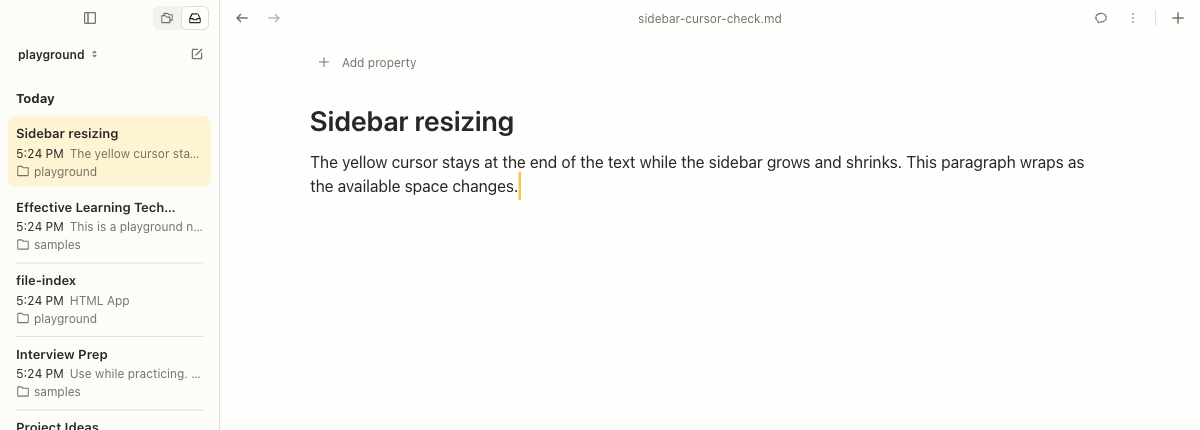 sidebar-cursor-check.md
playground
Add property
Today
Sidebar resizing
5:24 PM The yellow cursor sta...
playground
Effective Learning Tech...
5:24 PM This is a playground n...
samples
file-index
5:24 PM HTML App
playground
Interview Prep
5:24 PM Use while practicing. ...
samples
Project Ideas
Sidebar resizing
The yellow cursor stays at the end of the text while the sidebar grows and shrinks. This paragraph wraps as
the available space changes.